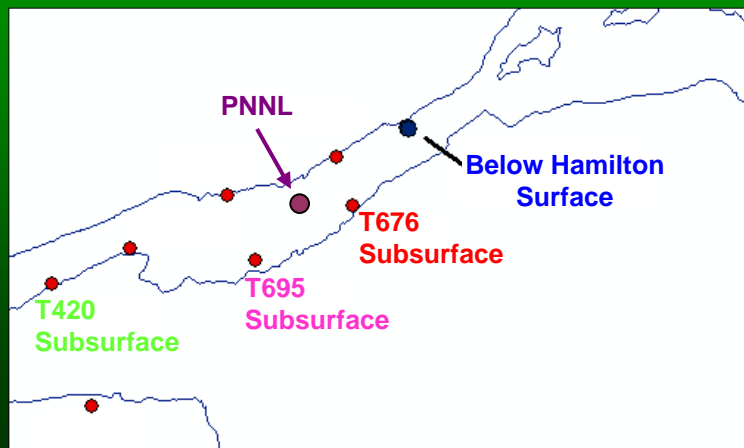 PNNL
Below Hamilton
Surface
T676
Subsurface
T695
Subsurface
T420
Subsurface